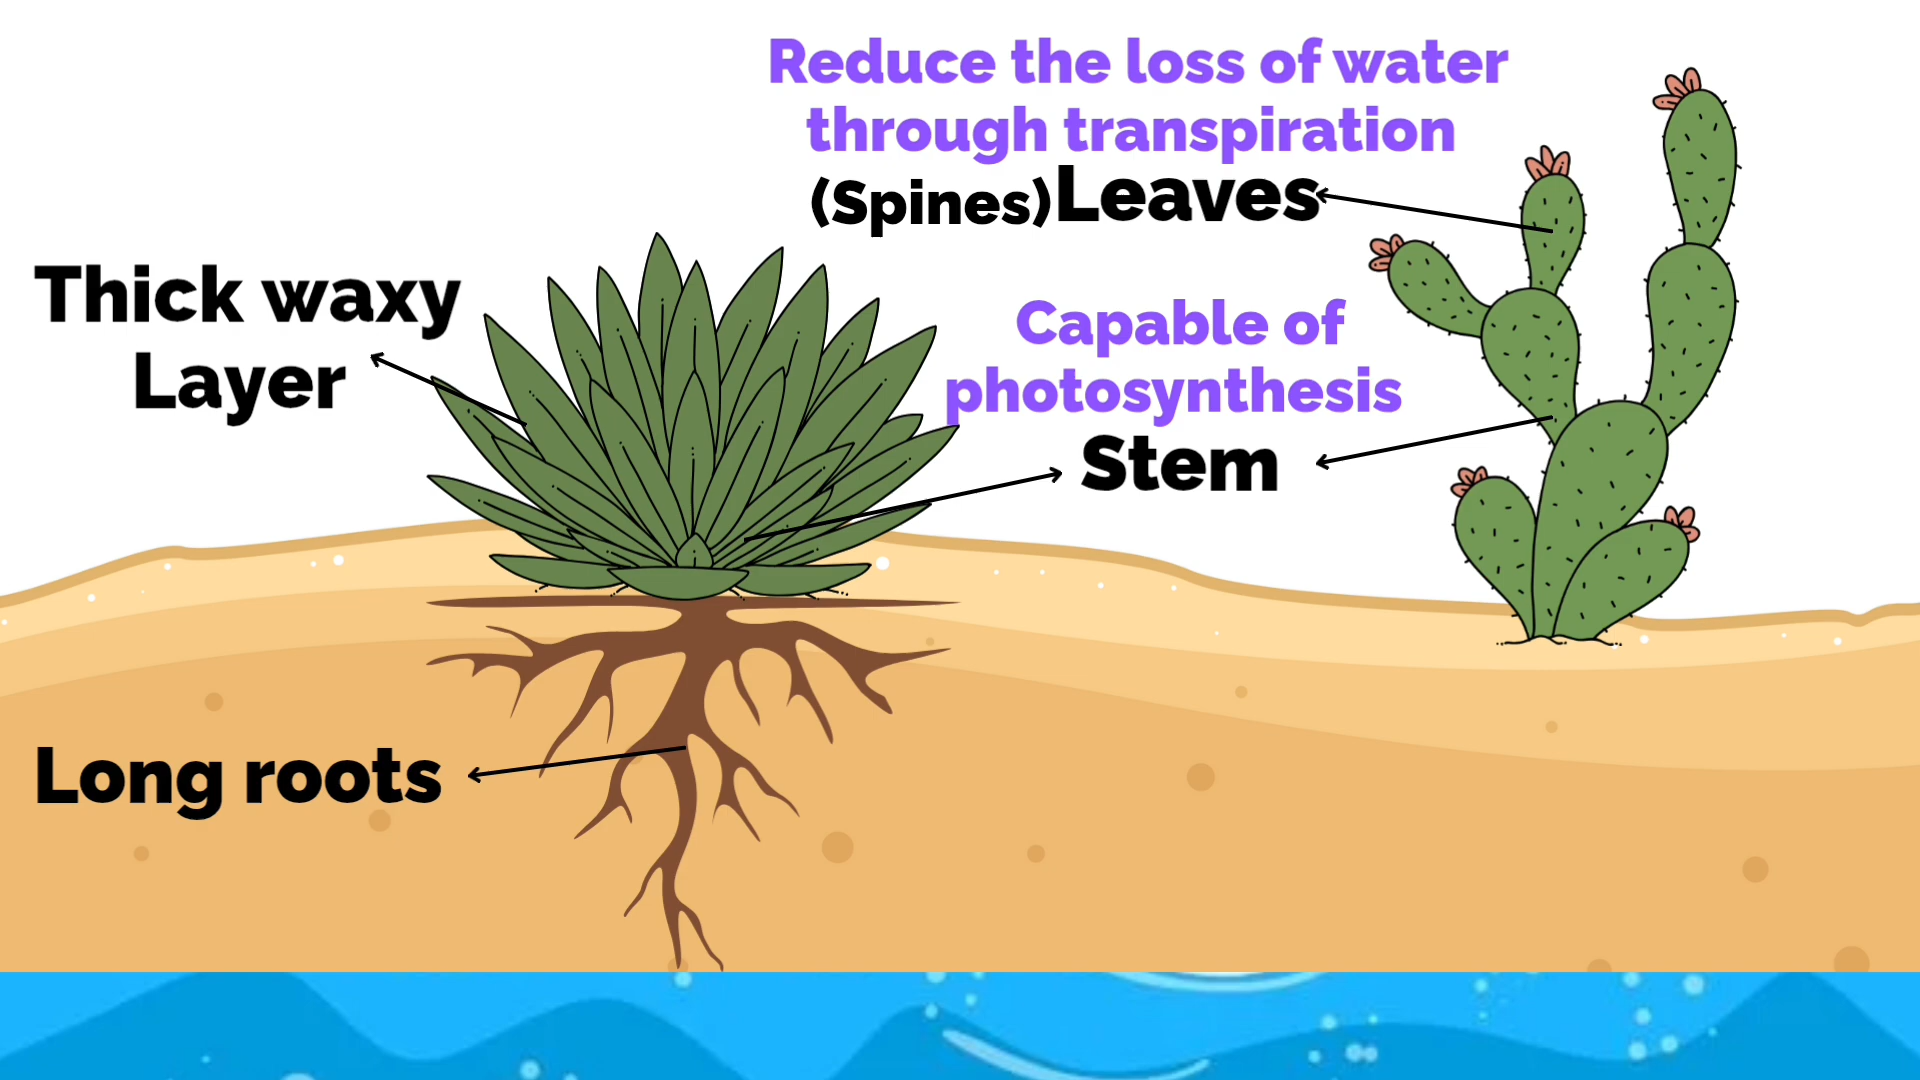 Reduce the loss of water
through transpiration
(Spines)Leaves
Thick waxy
Layer
Capable of
photosynthesis
Stem
Long roots